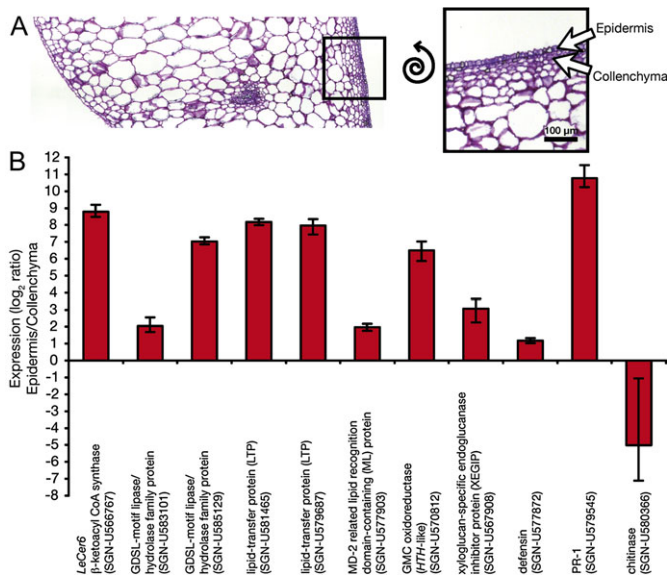 A
Epidermis
Collenchyma
100 µm
B
Expression (log2 ratio)
Epidermis/Collenchyma
12
11
10
9
8
7
6
5
4
3
2
1
0
-1
-2
-3
-4
-5
-6
-7
-8
LeCer6
β-ketoacyl CoA synthase
(SGN-U566767)
GDSL-motif lipase/
hydrolase family protein
(SGN-U583101)
GDSL-motif lipase/
hydrolase family protein
(SGN-U585129)
lipid-transfer protein (LTP)
(SGN-U581465)
lipid-transfer protein (LTP)
(SGN-U579687)
MD-2 related lipid recognition
domain-containing (ML) protein
(SGN-U577903)
GMC oxidoreductase
(HTH-like)
(SGN-U570812)
xyloglucan-specific endoglucanase
inhibitor protein (XEGIP)
(SGN-U567908)
defensin
(SGN-U577872)
PR-1
(SGN-U579545)
chitinase
(SGN-U580366)